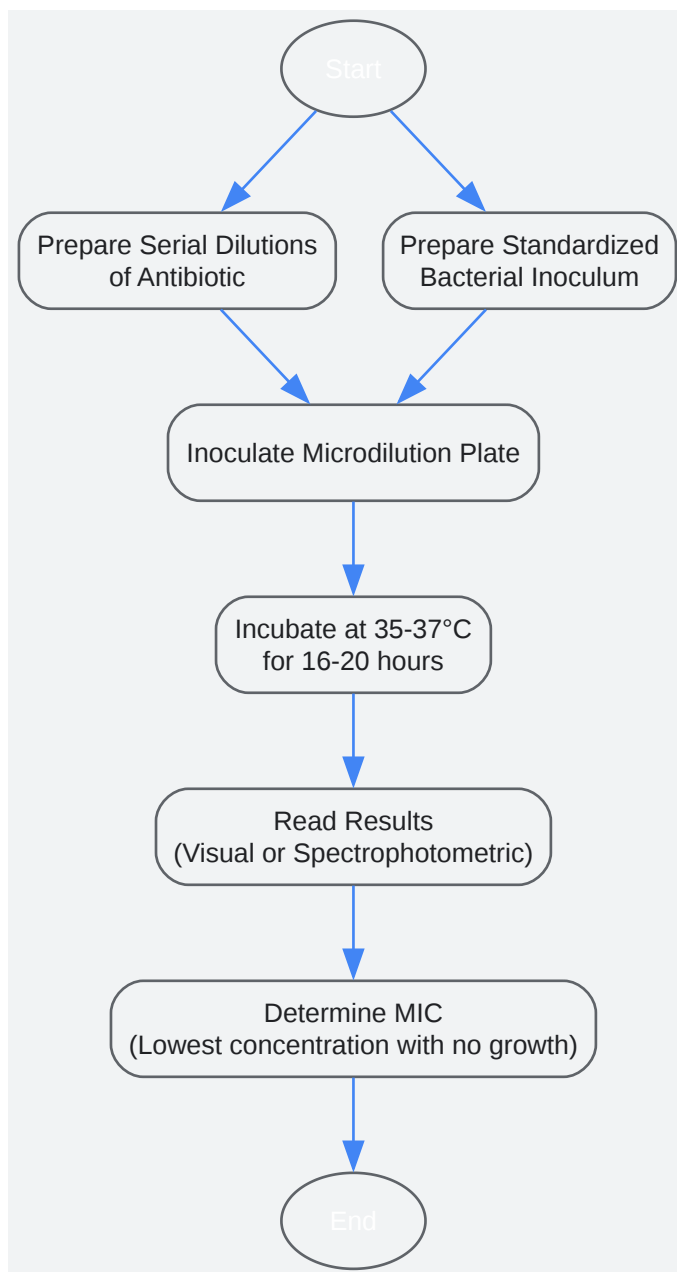 Start
Prepare Serial Dilutions
of Antibiotic
Prepare Standardized
Bacterial Inoculum
Inoculate Microdilution Plate
Incubate at 35-37°C
for 16-20 hours
Read Results
(Visual or Spectrophotometric)
Determine MIC
(Lowest concentration with no growth)
End